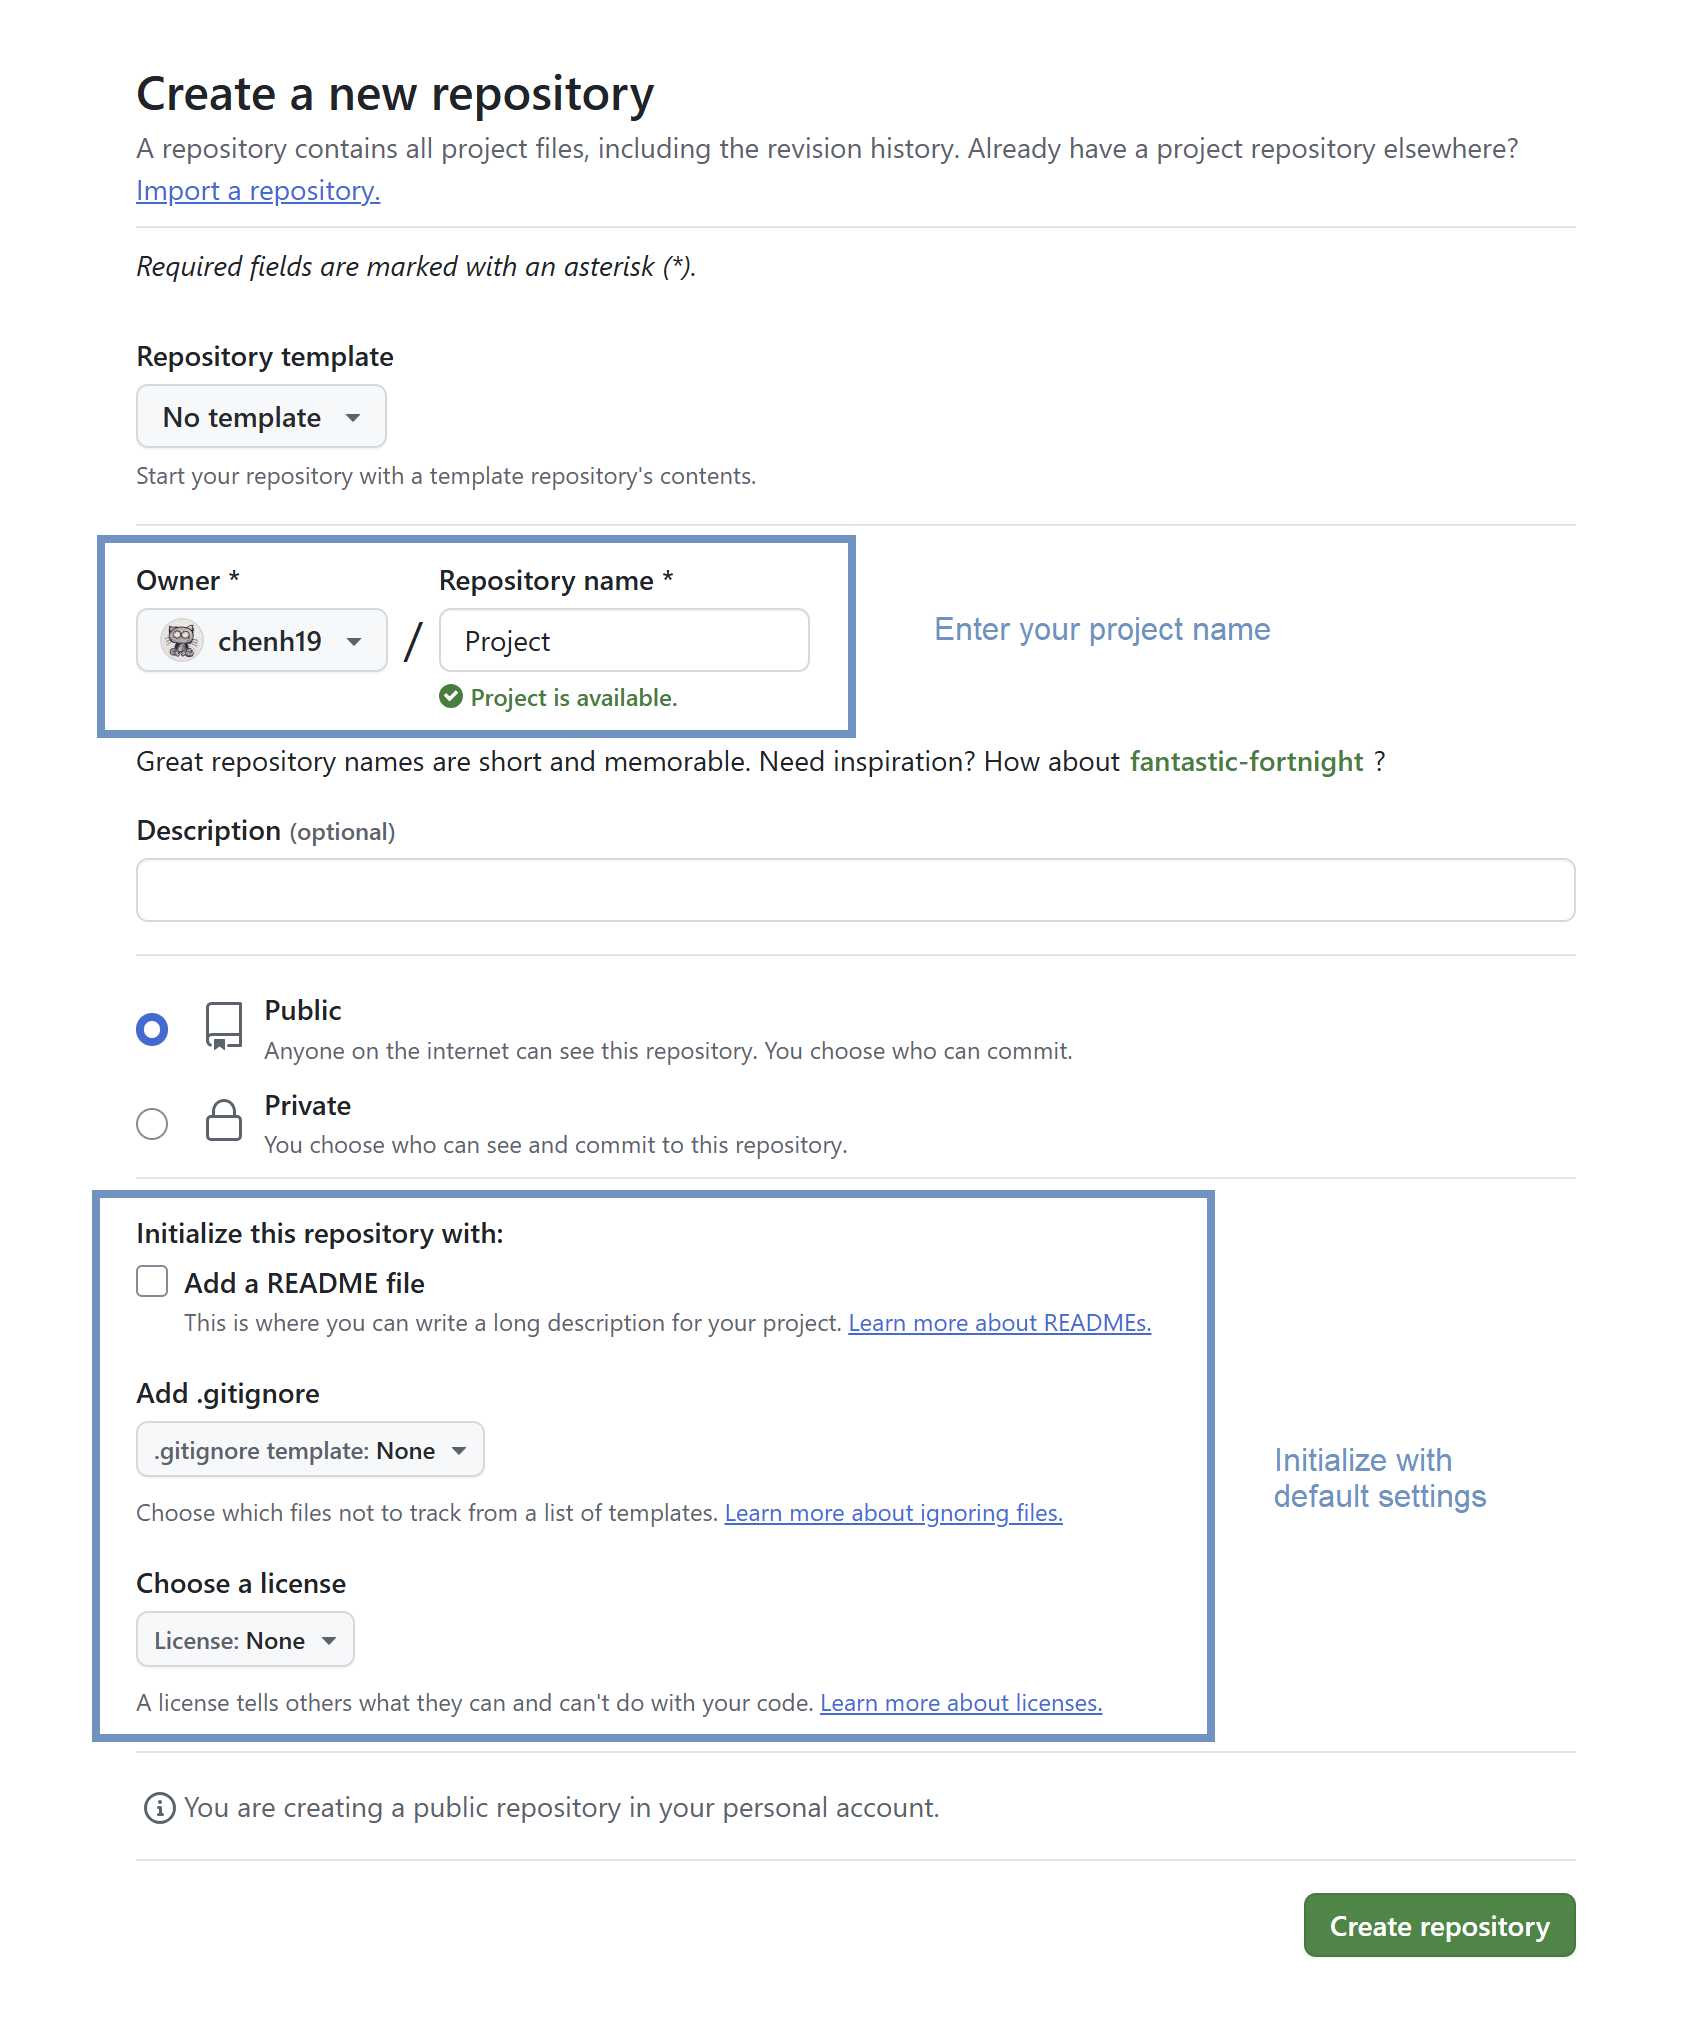 Create a new repository
A repository contains all project files, including the revision history. Already have a project repository elsewhere?
Import a repository.
Required fields are marked with an asterisk (*).
Repository template
No template
Start your repository with a template repository's contents.
Owner *
Repository name *
chenh19
/
Project
Project is available.
Enter your project name
Great repository names are short and memorable. Need inspiration? How about fantastic-fortnight ?
Description (optional)
Public
Anyone on the internet can see this repository. You choose who can commit.
Private
You choose who can see and commit to this repository.
Initialize this repository with:
Add a README file
This is where you can write a long description for your project. Learn more about READMEs.
Add .gitignore
.gitignore template: None
Choose which files not to track from a list of templates. Learn more about ignoring files.
Initialize with
default settings
Choose a license
License: None
A license tells others what they can and can't do with your code. Learn more about licenses.
You are creating a public repository in your personal account.
Create repository